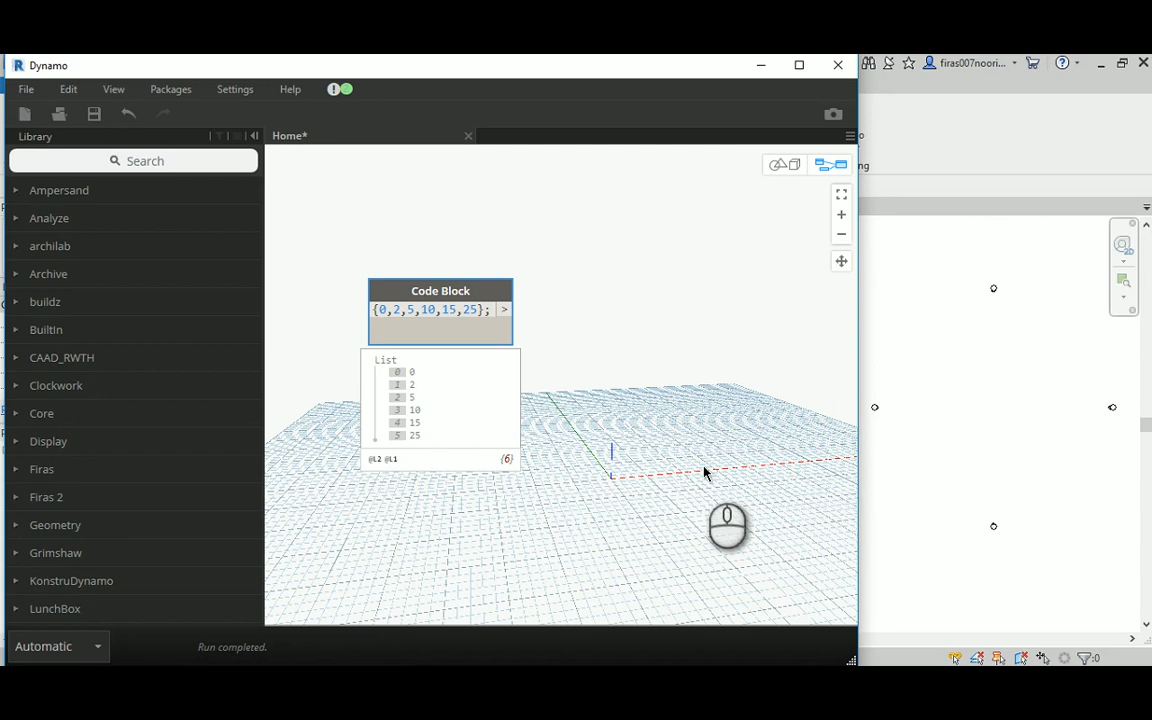 R Dynamo
firas007noori...
File Edit View Packages Settings Help
Library
Home*
Search
Ampersand
Analyze
archilab
Archive
buildz
BuiltIn
CAAD_RWTH
Clockwork
Core
Display
Firas
Firas 2
Geometry
Grimshaw
KonstruDynamo
LunchBox
Code Block
{0,2,5,10,15,25}; >
List
0 0
1 2
2 5
3 10
4 15
5 25
@L2 @L1 {6}
Automatic
Run completed.
2D
:0